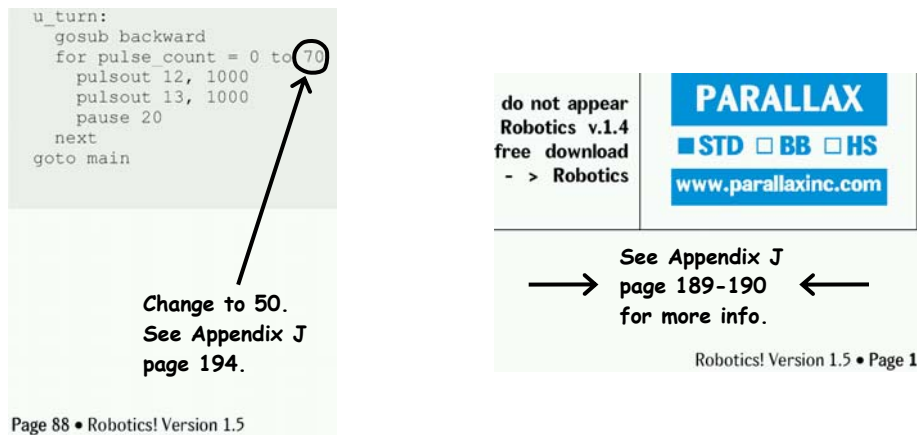 u_turn:
gosub backward
for pulse_count = 0 to 70
pulsout 12, 1000
pulsout 13, 1000
pause 20
next
goto main
Change to 50.
See Appendix J
page 194.
Page 88 • Robotics! Version 1.5
do not appear
Robotics v.1.4
free download
- > Robotics
PARALLAX
STD BB HS
www.parallaxinc.com
See Appendix J
page 189-190
for more info.
Robotics! Version 1.5 • Page 1